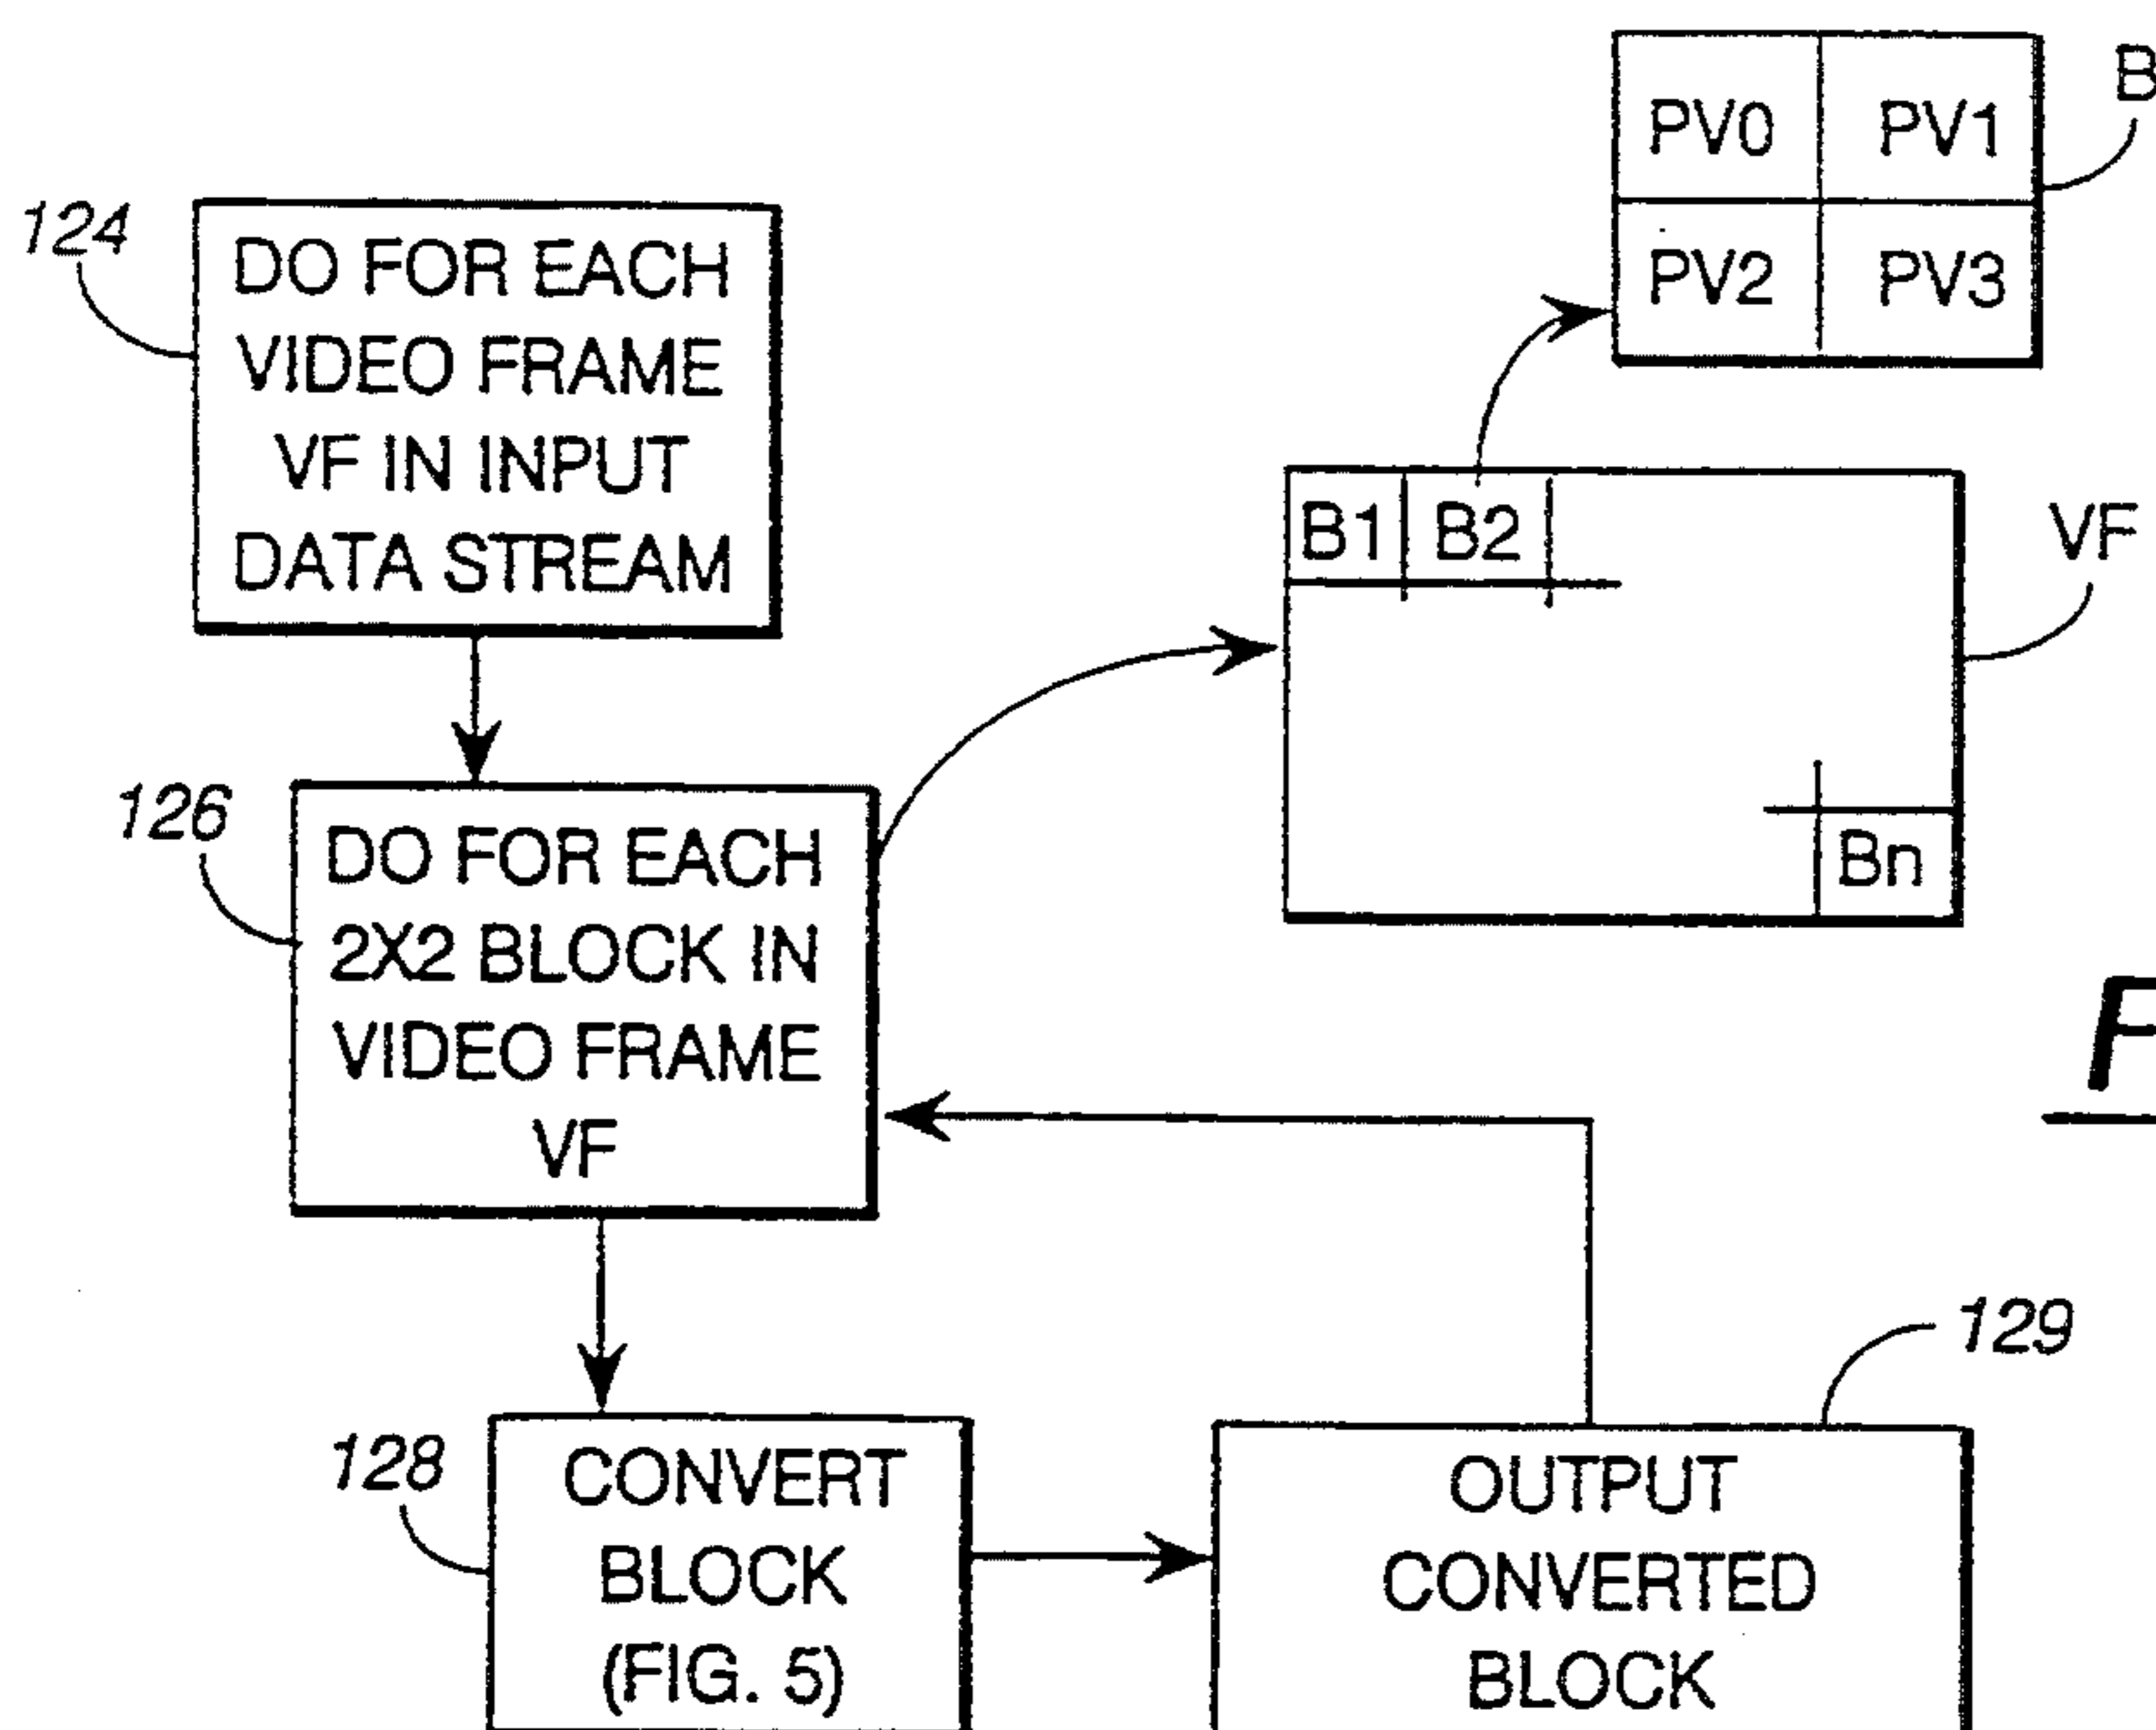 B
PV0 PV1
PV2 PV3
124
DO FOR EACH
VIDEO FRAME
VF IN INPUT
DATA STREAM
B1 B2
VF
Bn
126
DO FOR EACH
2X2 BLOCK IN
VIDEO FRAME
VF
F
129
128
CONVERT
BLOCK
(FIG. 5)
OUTPUT
CONVERTED
BLOCK